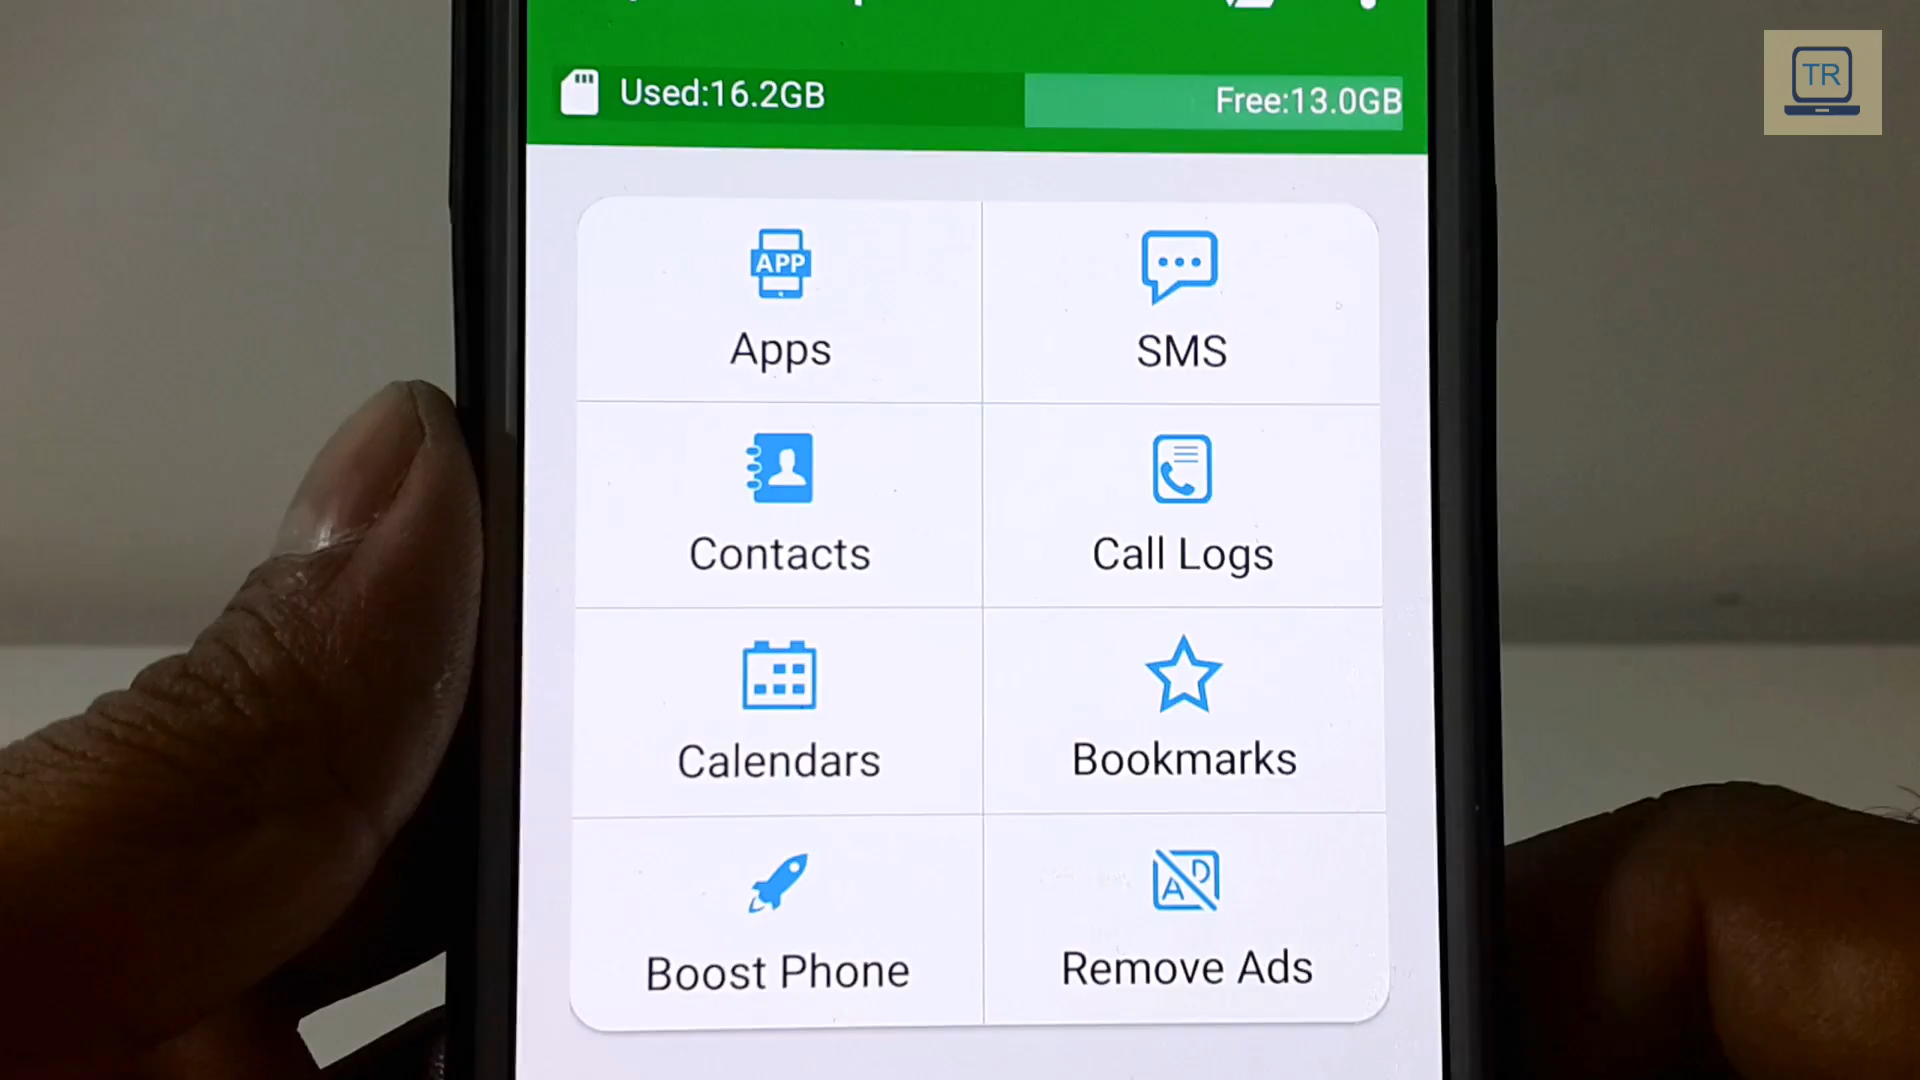 TR
Used:16.2GB Free:13.0GB
APP
Apps
SMS
Contacts
Call Logs
Calendars
Bookmarks
Boost Phone
AD
Remove Ads